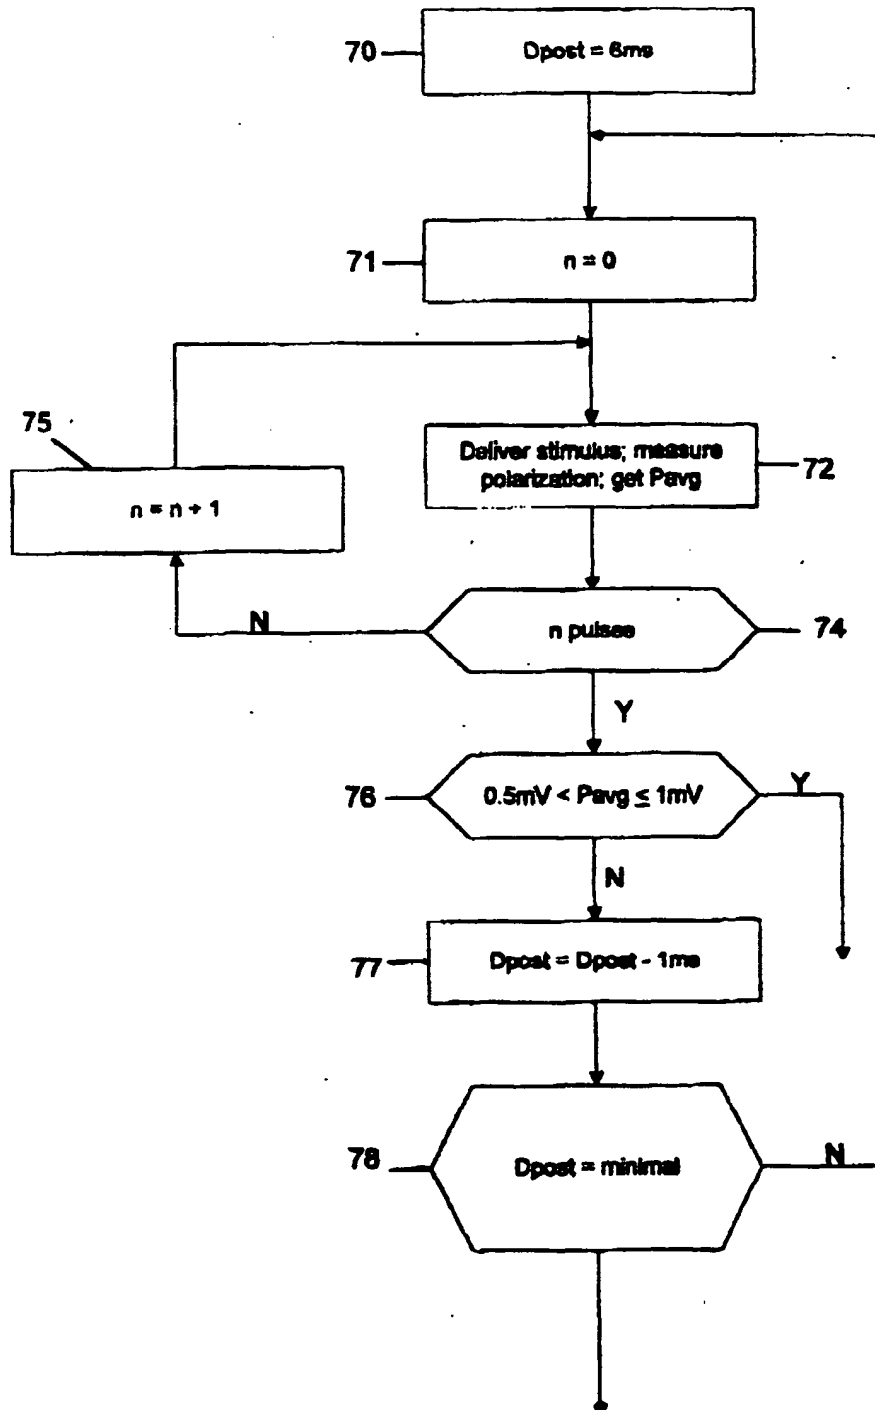 70
Dpost = 6ms
71
n = 0
75
n = n + 1
Deliver stimulus; measure
polarization; get Pavg
72
N
n pulses
74
Y
76
0.5mV < Pavg ≤ 1mV
Y
N
77
Dpost = Dpost - 1ms
78
Dpost = minimal
N